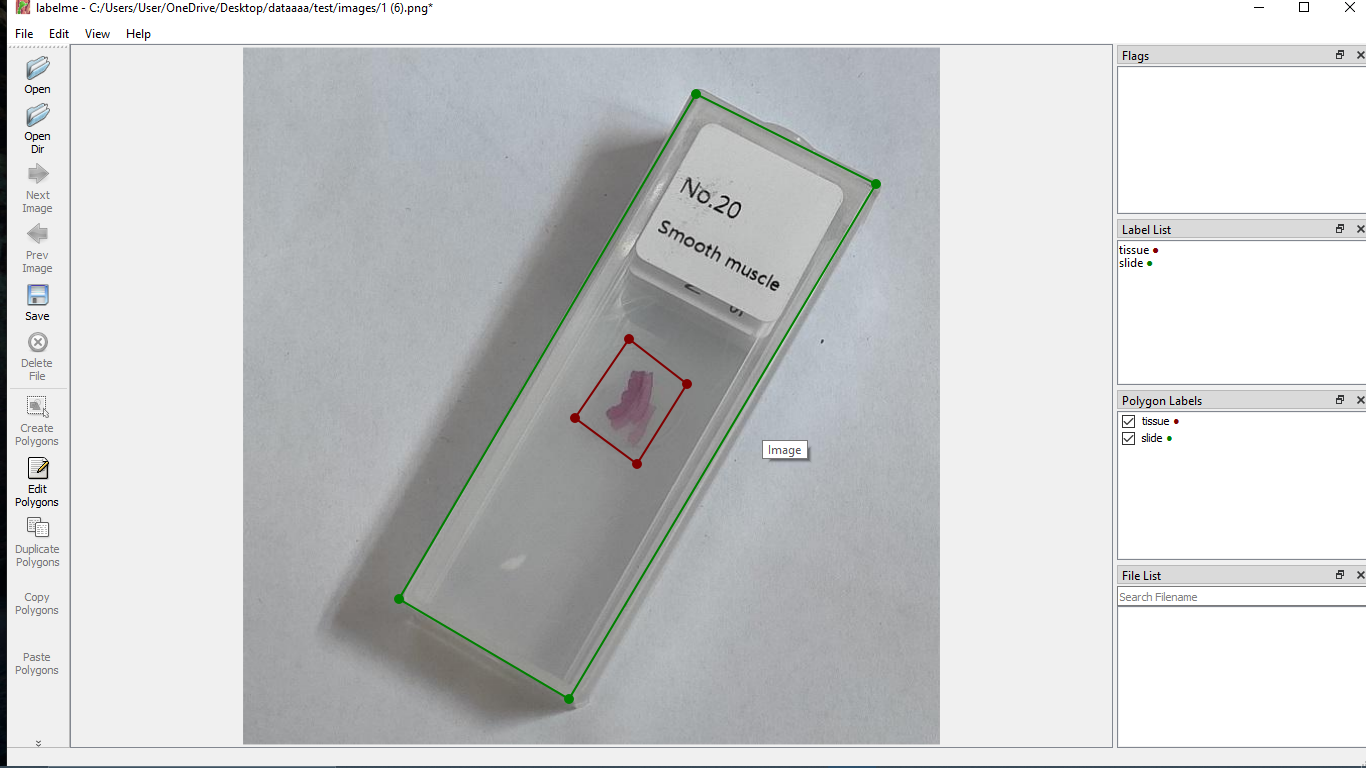 labelme - C:/Users/User/OneDrive/Desktop/dataaaa/test/images/1 (6).png*
File Edit View Help
Open
Open
Dir
Next
Image
Prev
Image
Save
Delete
File
Create
Polygons
Edit
Polygons
Duplicate
Polygons
Copy
Polygons
Paste
Polygons
No.20
Smooth muscle
Image
Flags
Label List
tissue
slide
Polygon Labels
tissue
slide
File List
Search Filename